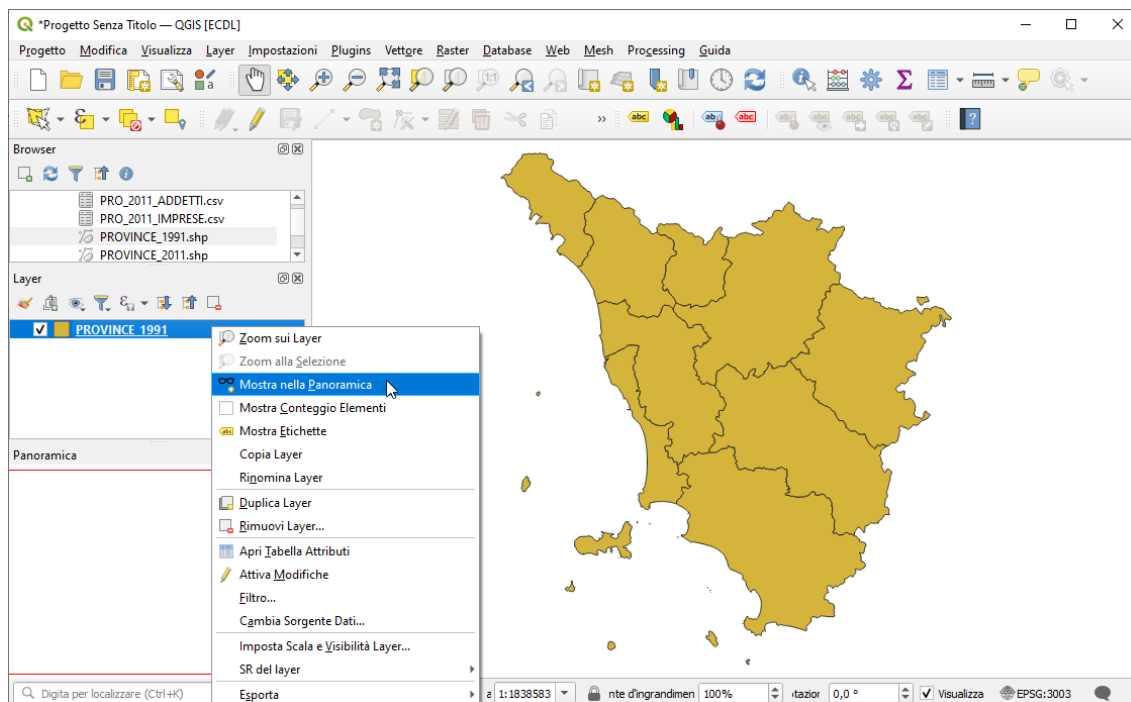 *Progetto Senza Titolo — QGIS [ECDL]
Progetto Modifica Visualizza Layer Impostazioni Plugins Vettore Raster Database Web Mesh Processing Guida
Browser
PRO_2011_ADDETTI.csv
PRO_2011_IMPRESE.csv
PROVINCE_1991.shp
PROVINCE_2011.shp
Layer
PROVINCE 1991
Zoom sui Layer
Zoom alla Selezione
Mostra nella Panoramica
Mostra Conteggio Elementi
Mostra Etichette
Copia Layer
Rinomina Layer
Duplica Layer
Rimuovi Layer...
Apri Tabella Attributi
Attiva Modifiche
Filtro...
Cambia Sorgente Dati...
Imposta Scala e Visibilità Layer...
SR del layer
Esporta
Panoramica
Digita per localizzare (Ctrl+K)
a 1:1838583 nte d'ingrandimen 100% tazior 0,0 ° Visualizza EPSG:3003